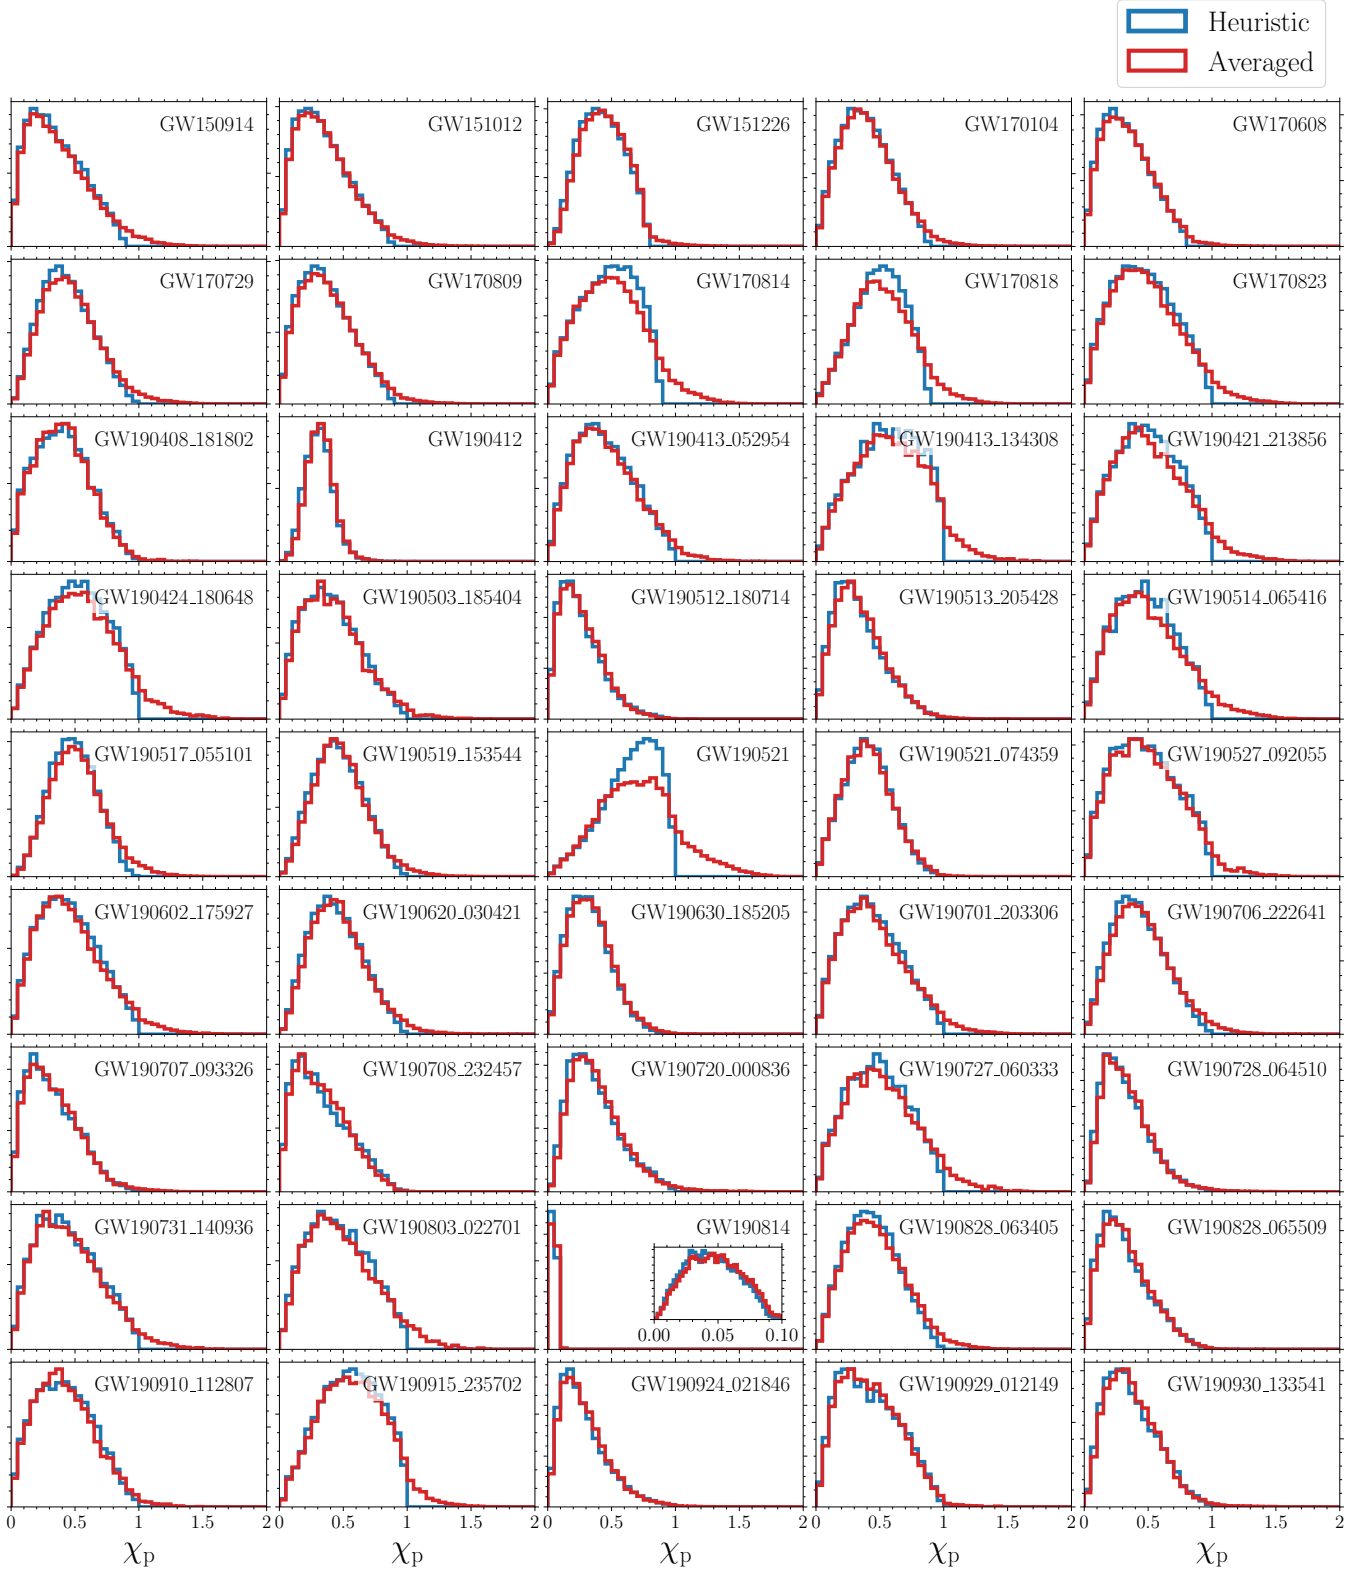 Heuristic
Averaged
GW150914 GW151012 GW151226 GW170104 GW170608
GW170729 GW170809 GW170814 GW170818 GW170823
GW190408_181802 GW190412 GW190413_052954 GW190413_134308 GW190421_213856
GW190424_180648 GW190503_185404 GW190512_180714 GW190513_205428 GW190514_065416
GW190517_055101 GW190519_153544 GW190521 GW190521_074359 GW190527_092055
GW190602_175927 GW190620_030421 GW190630_185205 GW190701_203306 GW190706_222641
GW190707_093326 GW190708_232457 GW190720_000836 GW190727_060333 GW190728_064510
GW190731_140936 GW190803_022701 GW190814 GW190828_063405 GW190828_065509
0.00 0.05 0.10
GW190910_112807 GW190915_235702 GW190924_021846 GW190929_012149 GW190930_133541
0 0.5 1 1.5 2 0 0.5 1 1.5 2 0 0.5 1 1.5 2 0 0.5 1 1.5 2 0 0.5 1 1.5 2
χp χp χp χp χp